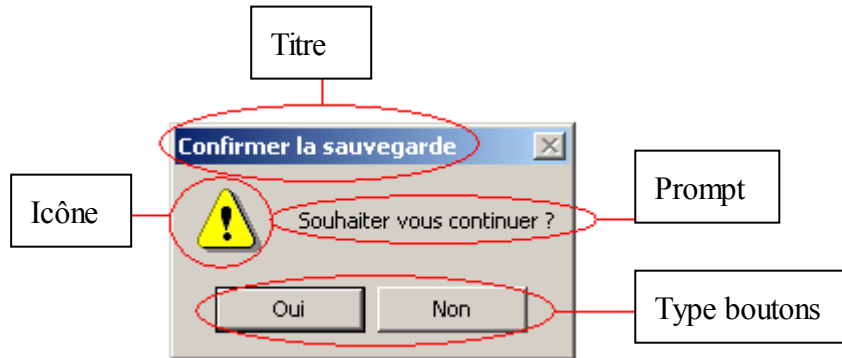 Titre
Confirmer la sauvegarde
Icône
Souhaiter vous continuer ?
Prompt
Oui
Non
Type boutons